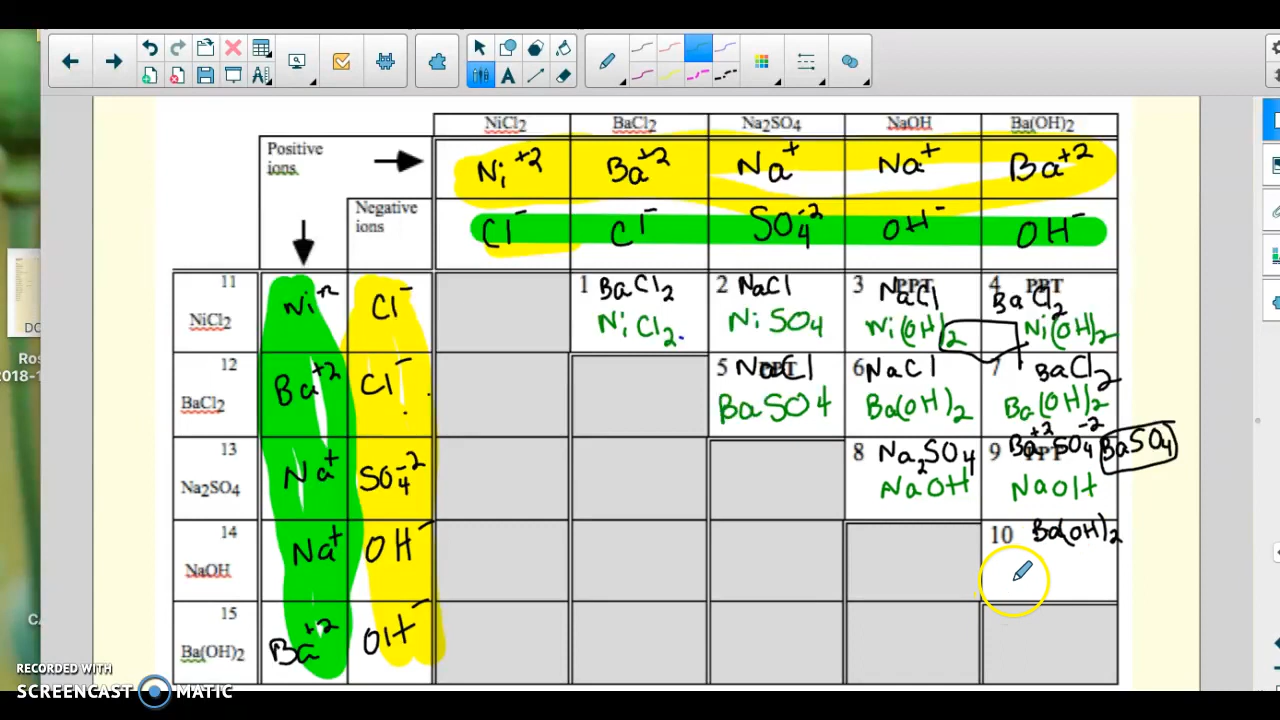 NiCl2 BaCl2 Na2SO4 NaOH Ba(OH)2
Positive ions
Ni+2 Ba+2 Na+ Na+ Ba+2
Negative ions
Cl- Cl- SO4-2 OH- OH-
11
NiCl2
Cl-
1 BaCl2
NiCl2
2 NaCl
NiSO4
3 PPT
NaCl
Ni(OH)2
4 PPT
BaCl2
Ni(OH)2
12
BaCl2
Ba+2
Cl-
5 PPT
NaCl
BaSO4
6 NaCl
Ba(OH)2
7 BaCl2
Ba(OH)2
13
Na2SO4
Na+
SO4-2
8 Na2SO4
NaOH
9 PPT
Ba+2 SO4-2 BaSO4
NaOH
14
NaOH
Na+
OH-
10 Ba(OH)2
15
Ba(OH)2
Ba+2
OH-
Ros
2018-1
RECORDED WITH
SCREENCAST MATIC